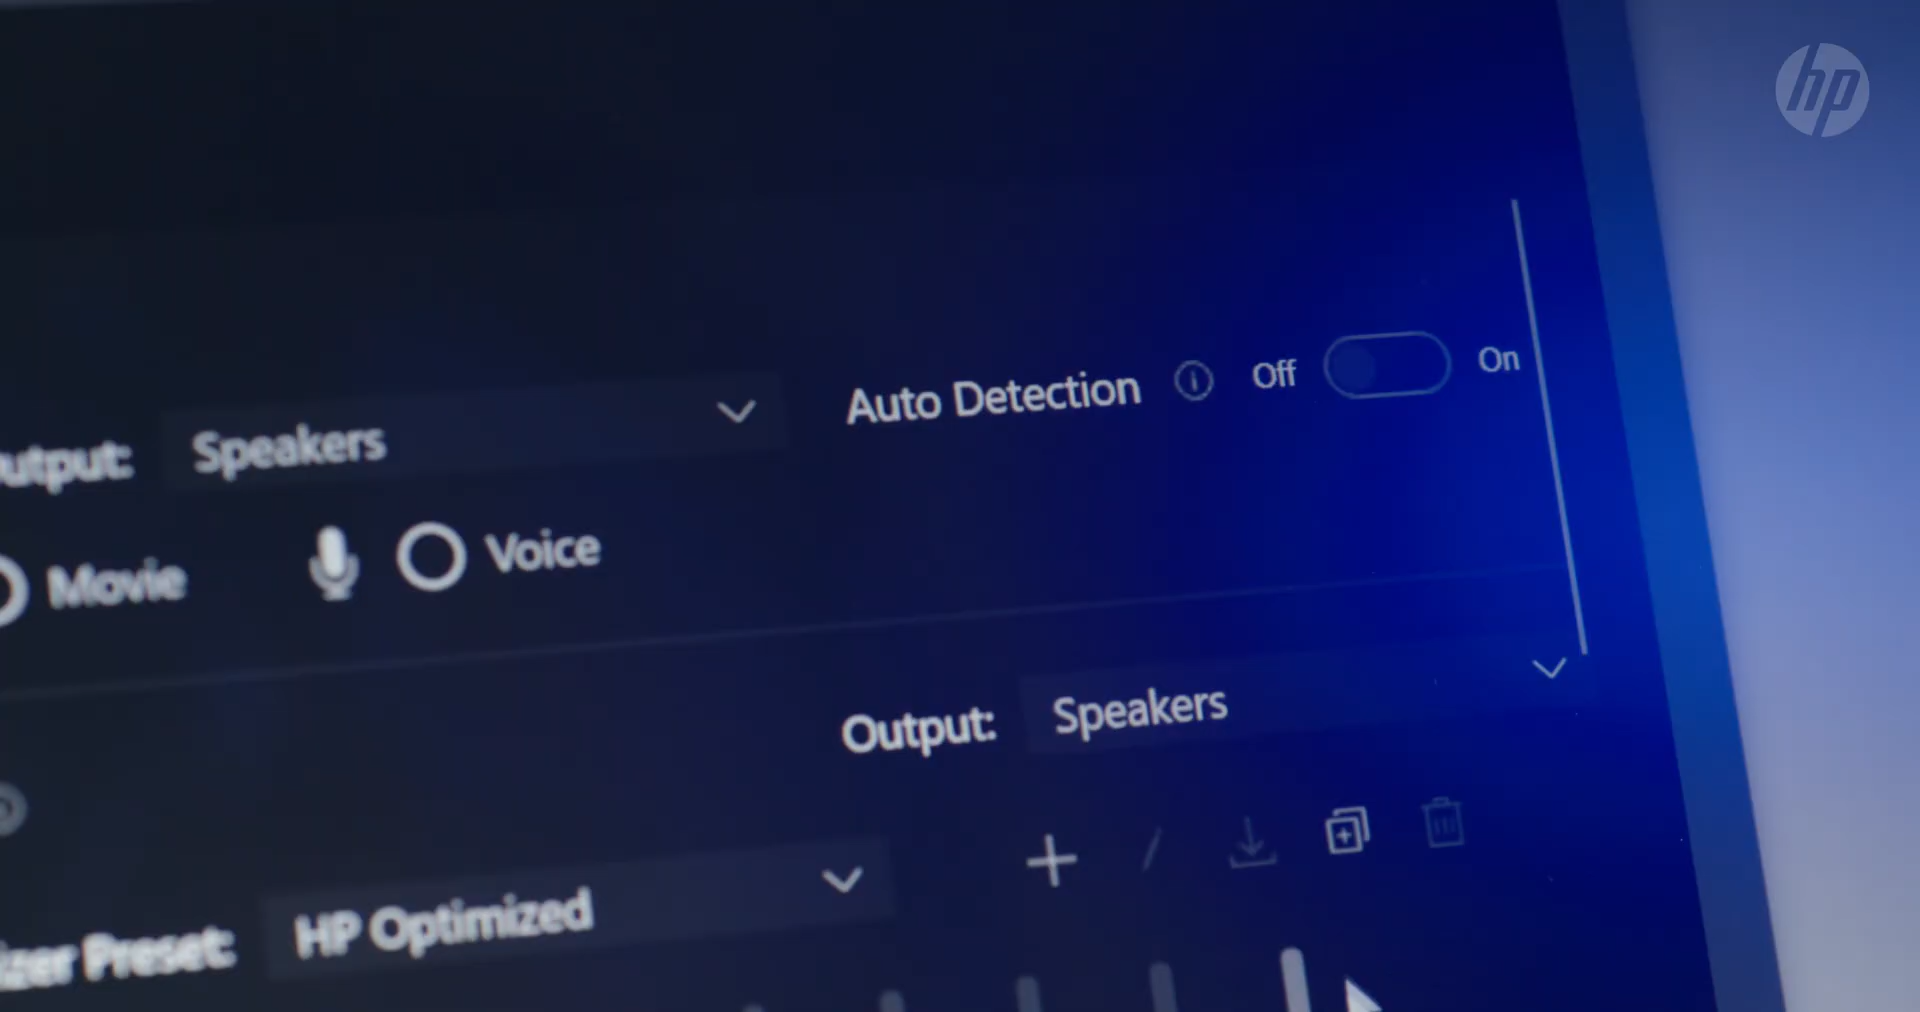 hp
Auto Detection Off On
utput: Speakers
Movie Voice
Output: Speakers
izer Preset: HP Optimized